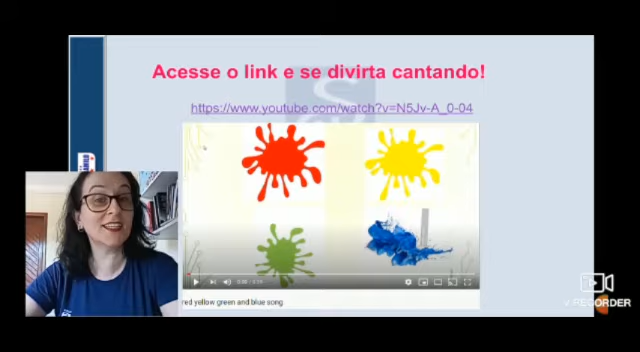 Acesse o link e se divirta cantando!
https://www.youtube.com/watch?v=N5Jv-A_0-04
red yellow green and blue song
V RECORDER